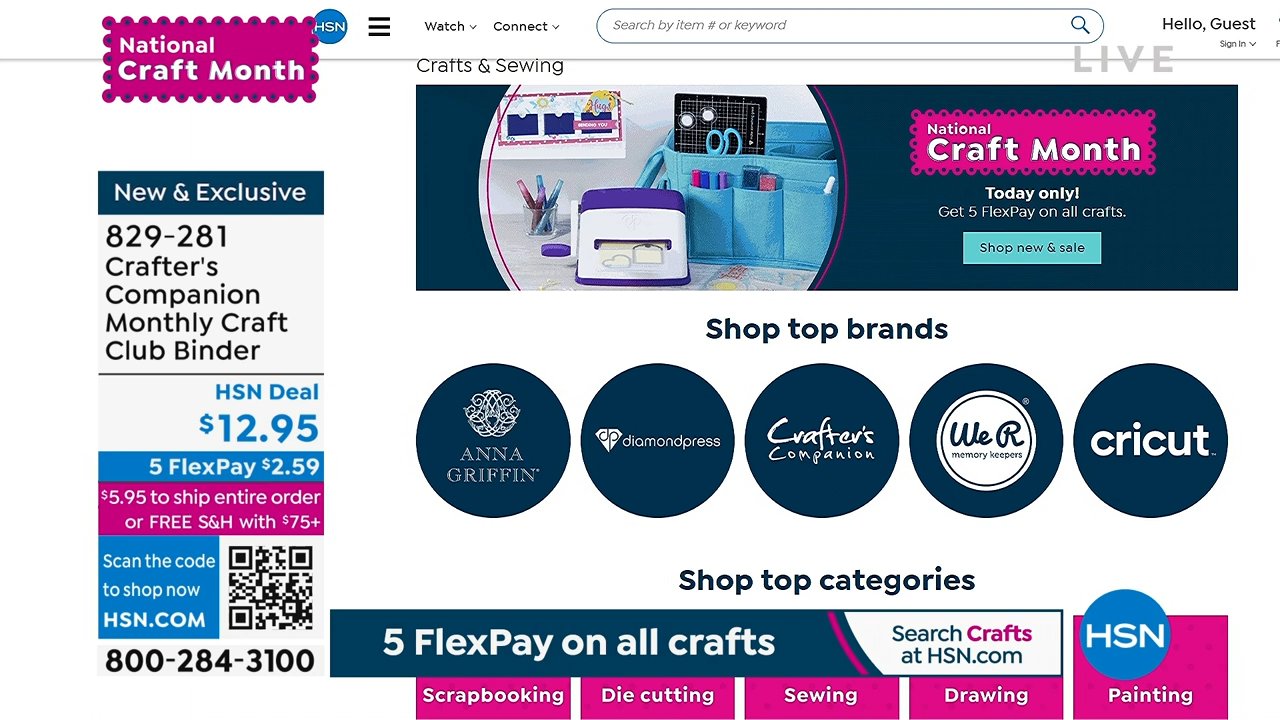 National
Craft Month
HSN
Watch
Connect
Search by item # or keyword
Hello, Guest
Sign In
LIVE
Crafts & Sewing
New & Exclusive
829-281
Crafter's
Companion
Monthly Craft
Club Binder
HSN Deal
$12.95
5 FlexPay $2.59
$5.95 to ship entire order
or FREE S&H with $75+
Scan the code
to shop now
HSN.COM
800-284-3100
hugs
SENDING YOU
National
Craft Month
Today only!
Get 5 FlexPay on all crafts.
Shop new & sale
Shop top brands
ANNA
GRIFFIN®
diamondpress
Crafter's
Companion
We R®
memory keepers
cricut™
Shop top categories
5 FlexPay on all crafts
Search Crafts
at HSN.com
HSN
Scrapbooking
Die cutting
Sewing
Drawing
Painting